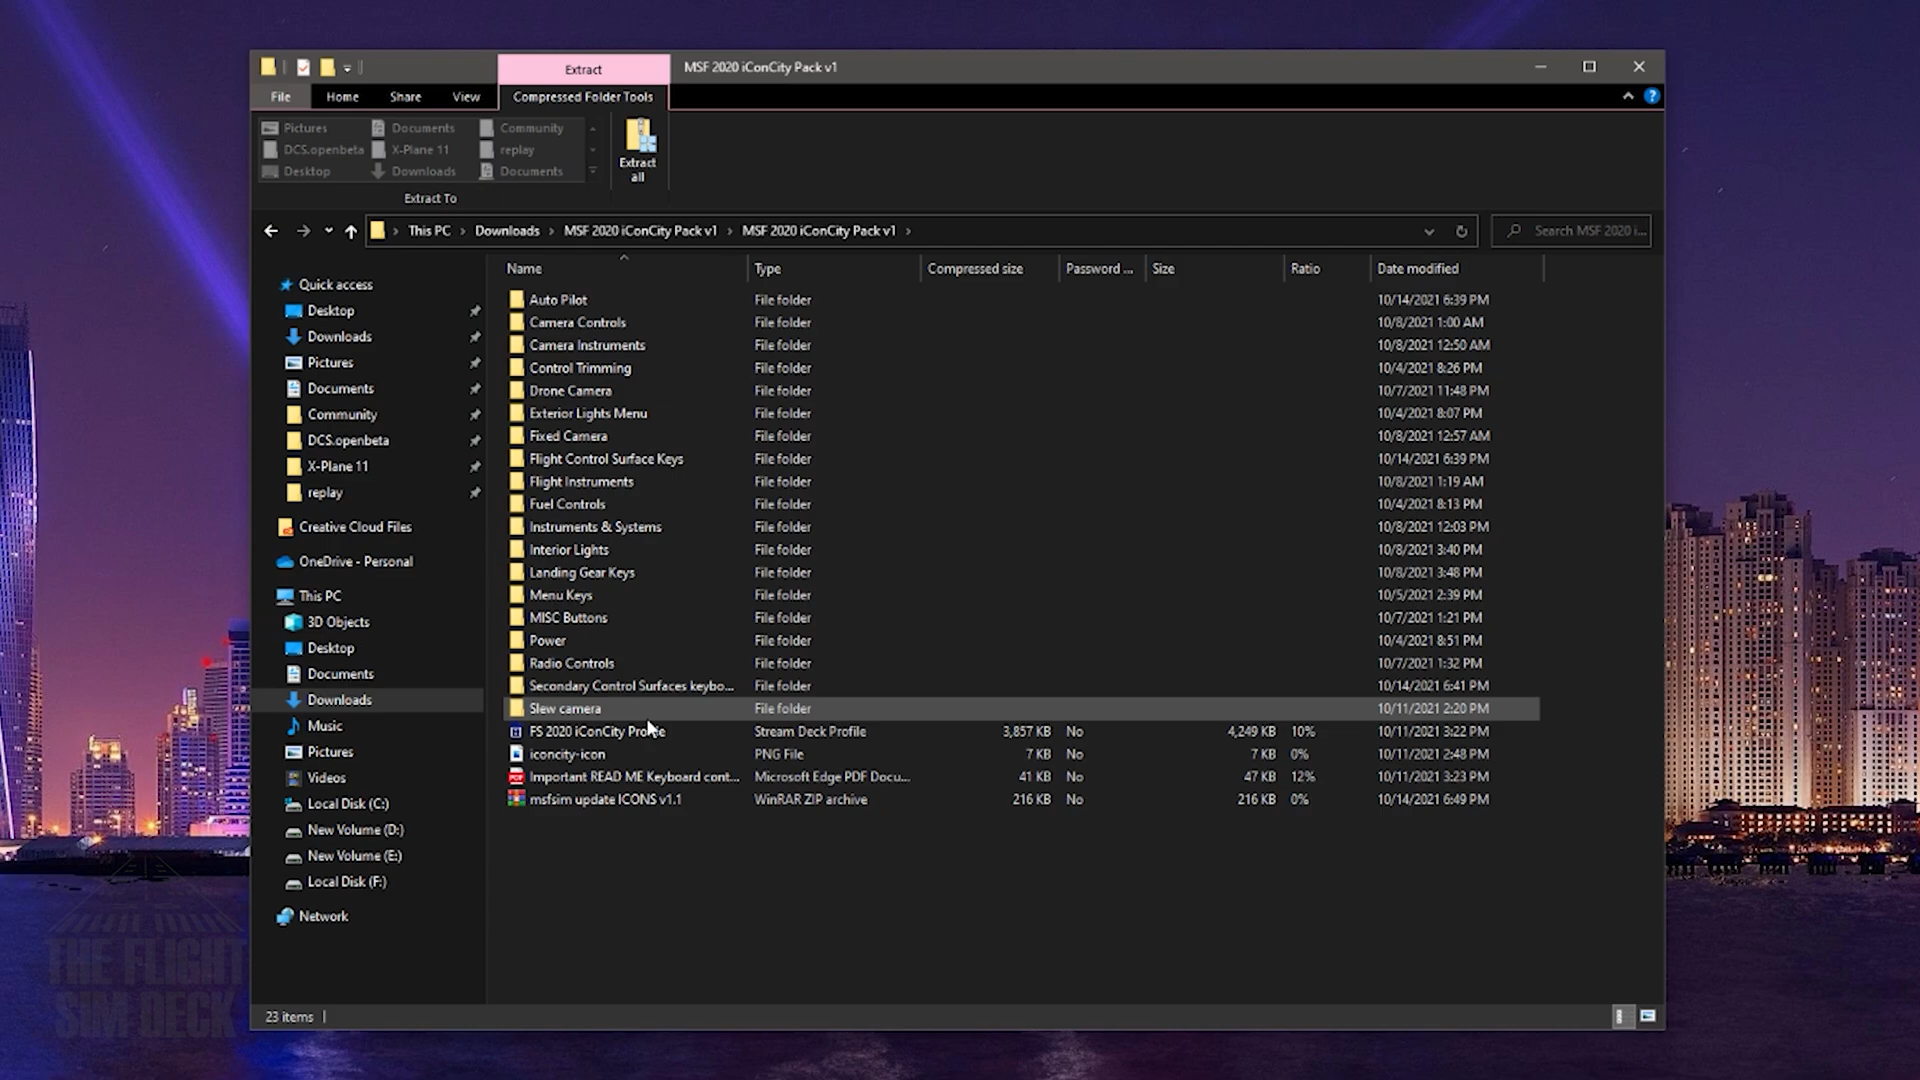 Extract
MSF 2020 iConCity Pack v1
File
Home
Share
View
Compressed Folder Tools
Pictures
Documents
Community
DCS.openbeta
X-Plane 11
replay
Desktop
Downloads
Documents
Extract all
Extract To
This PC > Downloads > MSF 2020 iConCity Pack v1 > MSF 2020 iConCity Pack v1 >
Search MSF 2020 i...
Name Type Compressed size Password ... Size Ratio Date modified
Quick access
Desktop
Downloads
Pictures
Documents
Community
DCS.openbeta
X-Plane 11
replay
Creative Cloud Files
OneDrive - Personal
This PC
3D Objects
Desktop
Documents
Downloads
Music
Pictures
Videos
Local Disk (C:)
New Volume (D:)
New Volume (E:)
Local Disk (F:)
Network
Auto Pilot File folder 10/14/2021 6:39 PM
Camera Controls File folder 10/8/2021 1:00 AM
Camera Instruments File folder 10/8/2021 12:50 AM
Control Trimming File folder 10/4/2021 8:26 PM
Drone Camera File folder 10/7/2021 11:48 PM
Exterior Lights Menu File folder 10/4/2021 8:07 PM
Fixed Camera File folder 10/8/2021 12:57 AM
Flight Control Surface Keys File folder 10/14/2021 6:39 PM
Flight Instruments File folder 10/8/2021 1:19 AM
Fuel Controls File folder 10/4/2021 8:13 PM
Instruments & Systems File folder 10/8/2021 12:03 PM
Interior Lights File folder 10/8/2021 3:40 PM
Landing Gear Keys File folder 10/8/2021 3:48 PM
Menu Keys File folder 10/5/2021 2:39 PM
MISC Buttons File folder 10/7/2021 1:21 PM
Power File folder 10/4/2021 8:51 PM
Radio Controls File folder 10/7/2021 1:32 PM
Secondary Control Surfaces keybo... File folder 10/14/2021 6:41 PM
Slew camera File folder 10/11/2021 2:20 PM
FS 2020 iConCity Profile Stream Deck Profile 3,857 KB No 4,249 KB 10% 10/11/2021 3:22 PM
iconcity-icon PNG File 7 KB No 7 KB 0% 10/11/2021 2:48 PM
Important READ ME Keyboard cont... Microsoft Edge PDF Docu... 41 KB No 47 KB 12% 10/11/2021 3:23 PM
msfsim update ICONS v1.1 WinRAR ZIP archive 216 KB No 216 KB 0% 10/14/2021 6:49 PM
THE FLIGHT
SIM DECK
23 items